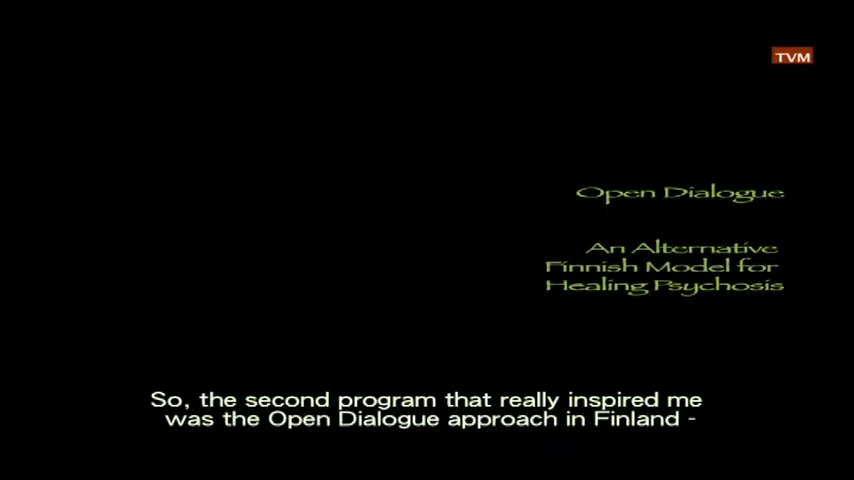 TVM
Open Dialogue
An Alternative
Finnish Model for
Healing Psychosis
So, the second program that really inspired me
was the Open Dialogue approach in Finland -